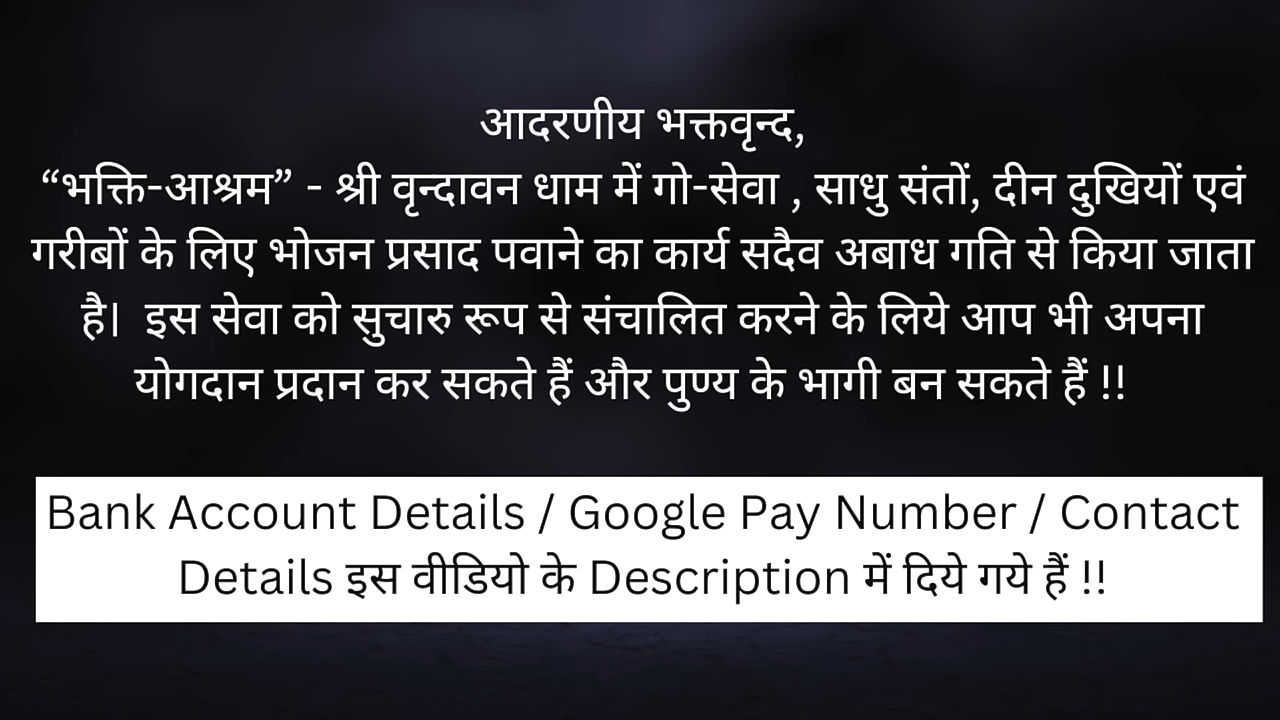 आदरणीय भक्तवृन्द,
“भक्ति-आश्रम” - श्री वृन्दावन धाम में गो-सेवा , साधु संतों, दीन दुखियों एवं
गरीबों के लिए भोजन प्रसाद पवाने का कार्य सदैव अबाध गति से किया जाता
है|  इस सेवा को सुचारु रूप से संचालित करने के लिये आप भी अपना
योगदान प्रदान कर सकते हैं और पुण्य के भागी बन सकते हैं !!
Bank Account Details / Google Pay Number / Contact
Details इस वीडियो के Description में दिये गये हैं !!